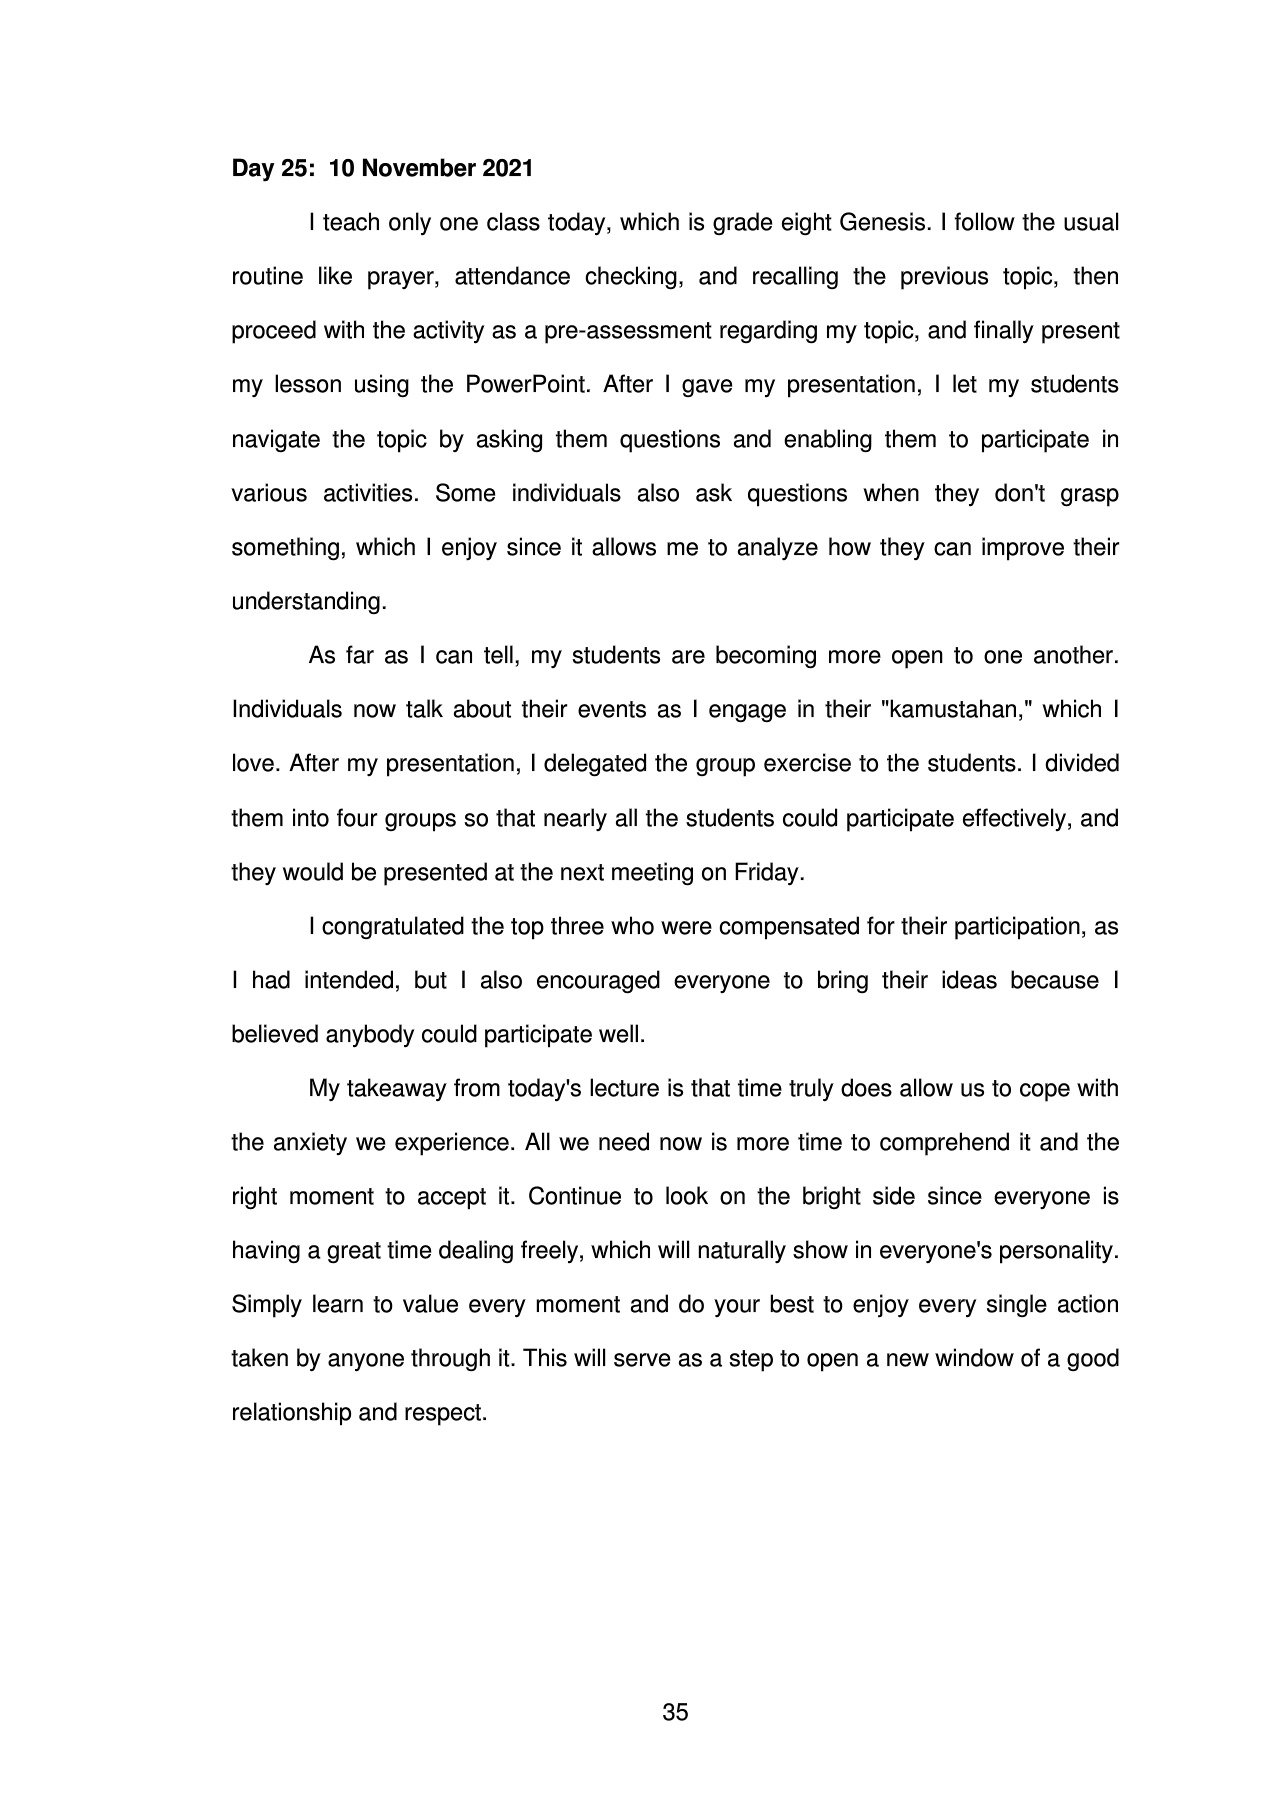 Day 25:  10 November 2021
I teach only one class today, which is grade eight Genesis. I follow the usual
routine like prayer, attendance checking, and recalling the previous topic, then
proceed with the activity as a pre-assessment regarding my topic, and finally present
my lesson using the PowerPoint. After I gave my presentation, I let my students
navigate the topic by asking them questions and enabling them to participate in
various activities. Some individuals also ask questions when they don't grasp
something, which I enjoy since it allows me to analyze how they can improve their
understanding.
As far as I can tell, my students are becoming more open to one another.
Individuals now talk about their events as I engage in their "kamustahan," which I
love. After my presentation, I delegated the group exercise to the students. I divided
them into four groups so that nearly all the students could participate effectively, and
they would be presented at the next meeting on Friday.
I congratulated the top three who were compensated for their participation, as
I had intended, but I also encouraged everyone to bring their ideas because I
believed anybody could participate well.
My takeaway from today's lecture is that time truly does allow us to cope with
the anxiety we experience. All we need now is more time to comprehend it and the
right moment to accept it. Continue to look on the bright side since everyone is
having a great time dealing freely, which will naturally show in everyone's personality.
Simply learn to value every moment and do your best to enjoy every single action
taken by anyone through it. This will serve as a step to open a new window of a good
relationship and respect.
35